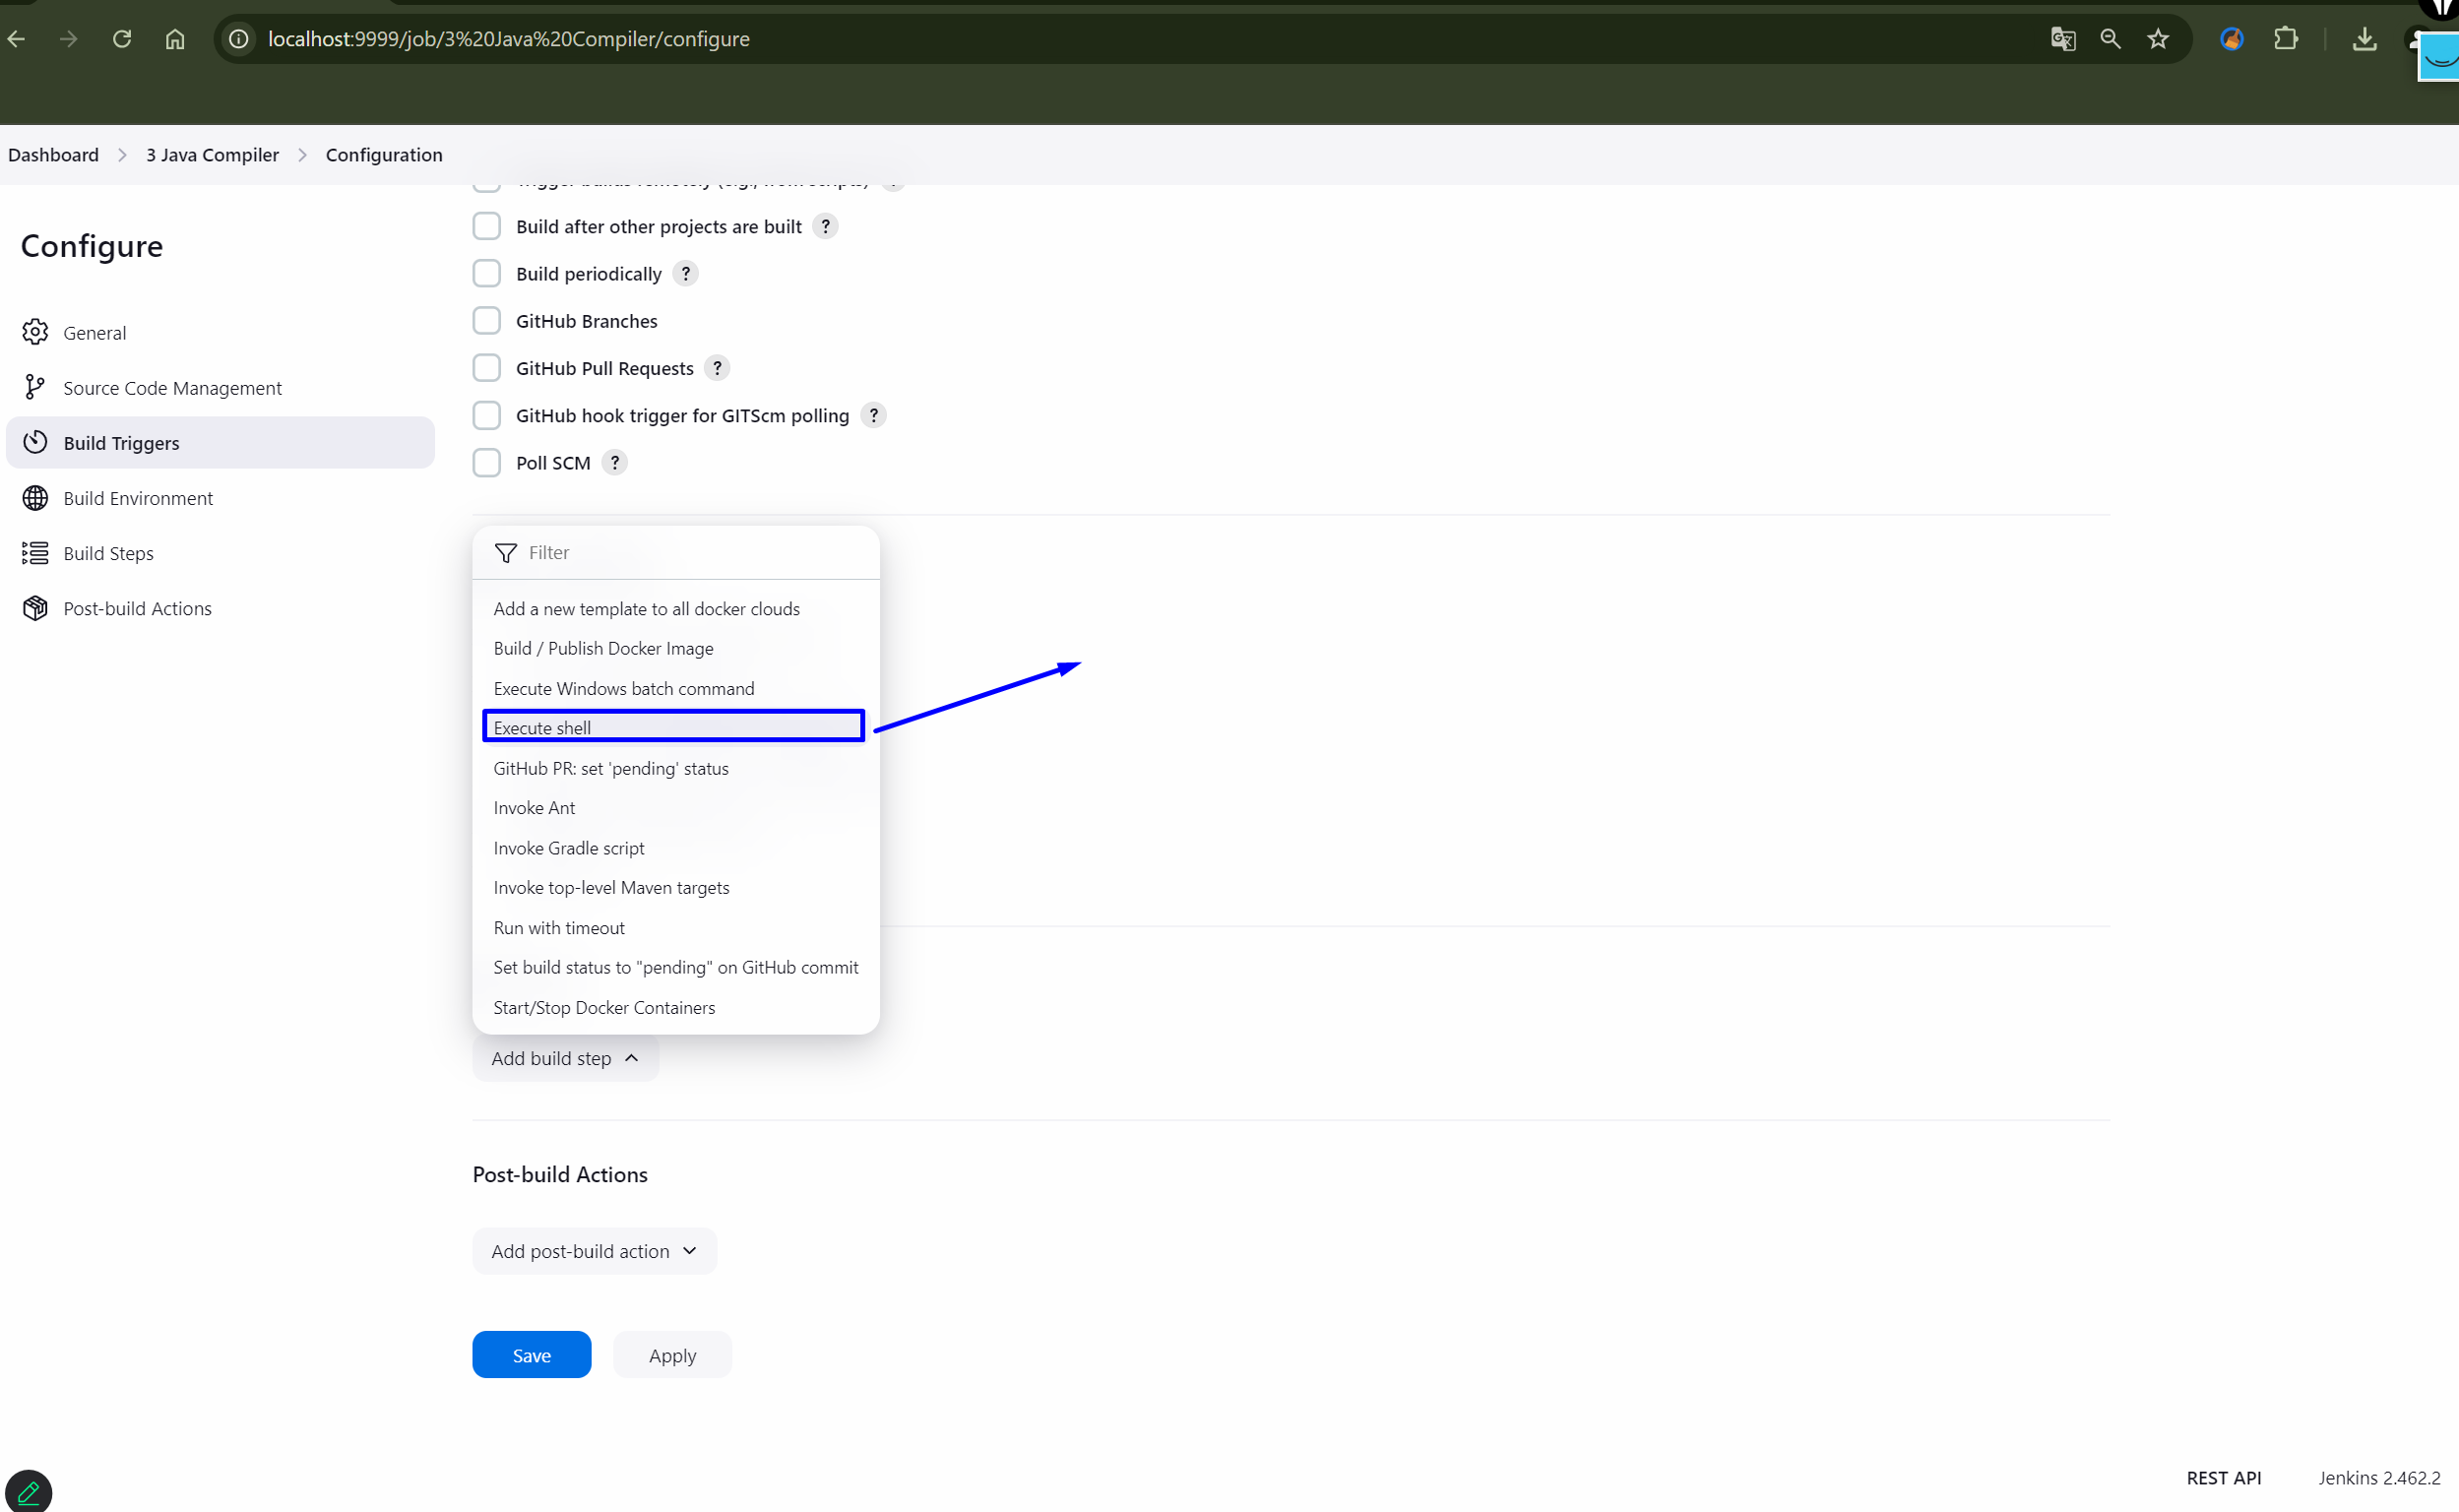 localhost:9999/job/3%20Java%20Compiler/configure
Dashboard > 3 Java Compiler > Configuration
Configure
General
Source Code Management
Build Triggers
Build Environment
Build Steps
Post-build Actions
Build after other projects are built ?
Build periodically ?
GitHub Branches
GitHub Pull Requests ?
GitHub hook trigger for GITScm polling ?
Poll SCM ?
Filter
Add a new template to all docker clouds
Build / Publish Docker Image
Execute Windows batch command
Execute shell
GitHub PR: set 'pending' status
Invoke Ant
Invoke Gradle script
Invoke top-level Maven targets
Run with timeout
Set build status to "pending" on GitHub commit
Start/Stop Docker Containers
Add build step
Post-build Actions
Add post-build action
Save
Apply
REST API
Jenkins 2.462.2